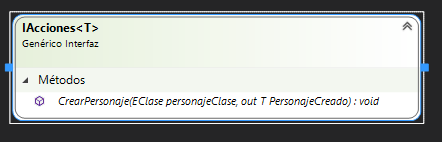 IAcciones<T>
Genérico Interfaz
Métodos
CrearPersonaje(EClase personajeClase, out T PersonajeCreado) : void